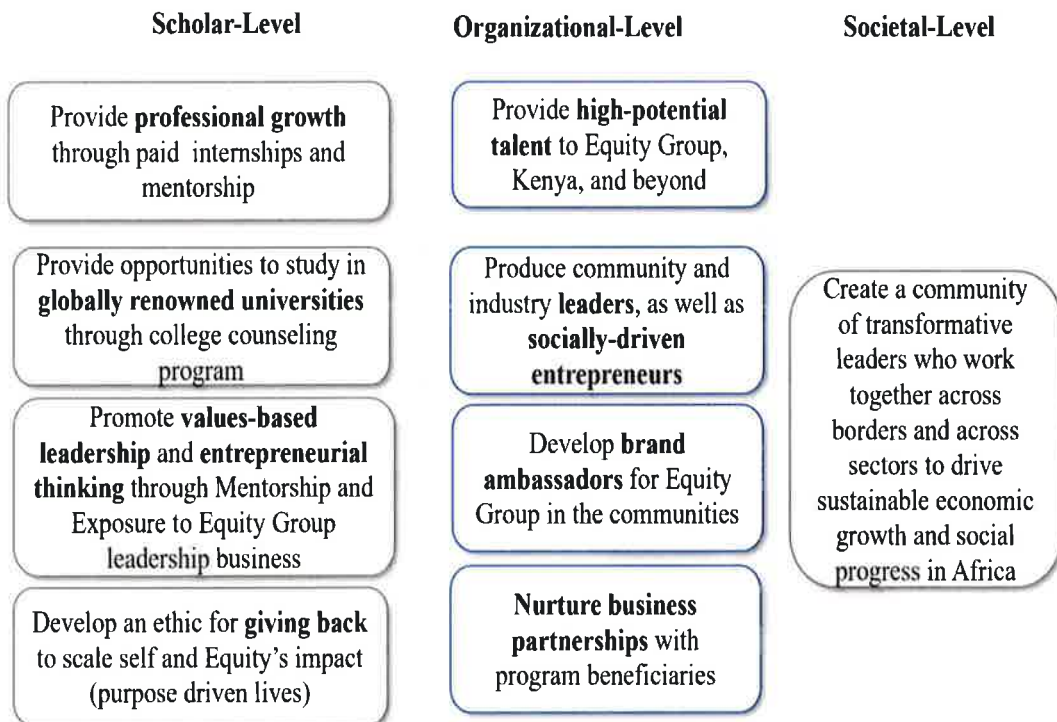 Scholar-Level
Provide professional growth
through paid internships and
mentorship
Provide opportunities to study in
globally renowned universities
through college counseling
program
Promote values-based
leadership and entrepreneurial
thinking through Mentorship and
Exposure to Equity Group
leadership business
Develop an ethic for giving back
to scale self and Equity's impact
(purpose driven lives)
Organizational-Level
Provide high-potential
talent to Equity Group,
Kenya, and beyond
Produce community and
industry leaders, as well as
socially-driven
entrepreneurs
Develop brand
ambassadors for Equity
Group in the communities
Nurture business
partnerships with
program beneficiaries
Societal-Level
Create a community
of transformative
leaders who work
together across
borders and across
sectors to drive
sustainable economic
growth and social
progress in Africa